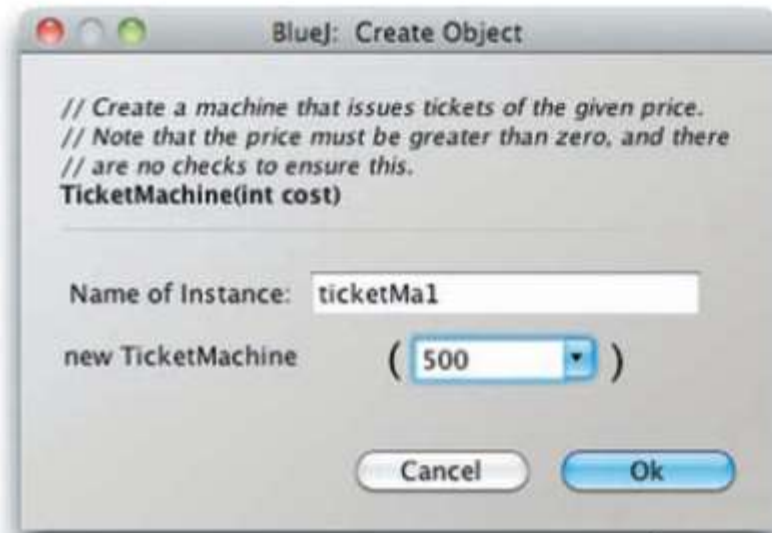 BlueJ: Create Object
// Create a machine that issues tickets of the given price.
// Note that the price must be greater than zero, and there
// are no checks to ensure this.
TicketMachine(int cost)
Name of Instance: ticketMa1
new TicketMachine ( 500 )
Cancel Ok